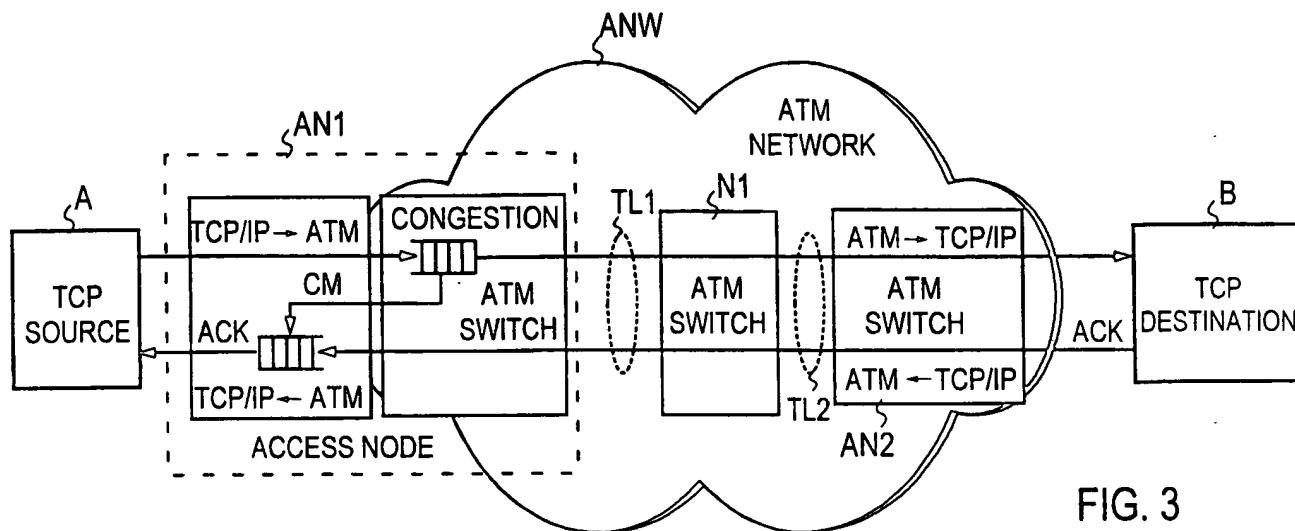 ANW
AN1
ATM
NETWORK
A
TCP
SOURCE
TCP/IP → ATM
CONGESTION
CM
ATM
SWITCH
ACK
TCP/IP ← ATM
ACCESS NODE
TL1
N1
ATM
SWITCH
TL2
ATM → TCP/IP
ATM
SWITCH
ATM ← TCP/IP
AN2
ACK
B
TCP
DESTINATION
FIG. 3